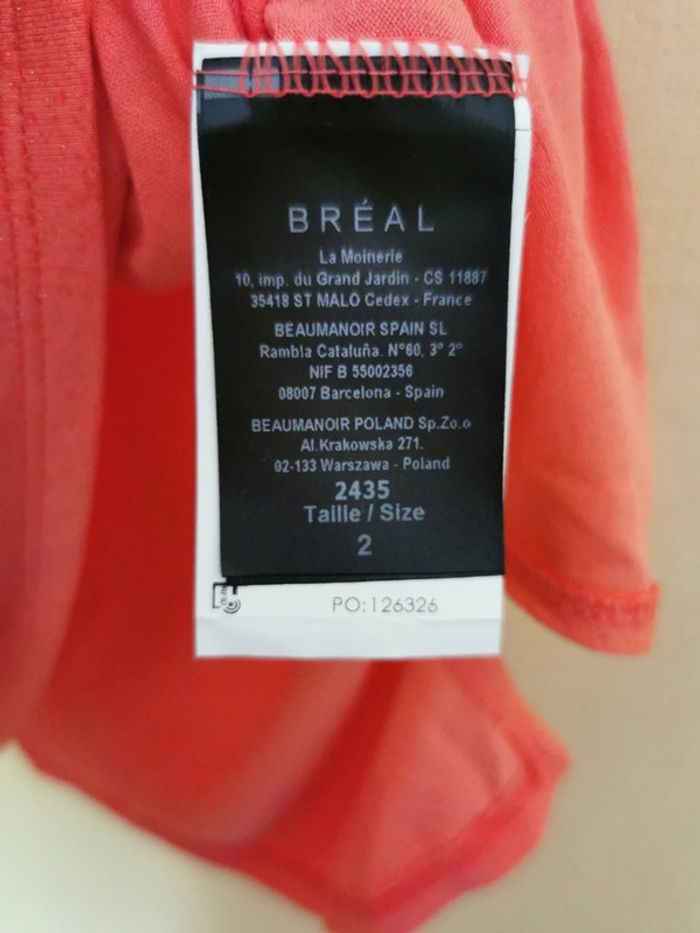 BRÉAL
La Moinerie
10, imp. du Grand Jardin - CS 11887
35418 ST MALO Cedex - France
BEAUMANOIR SPAIN SL
Rambla Cataluña. N°60, 3° 2°
NIF B 55002356
08007 Barcelona - Spain
BEAUMANOIR POLAND Sp.Zo.o
Al.Krakowska 271.
02-133 Warszawa - Poland
2435
Taille / Size
2
PO:126326